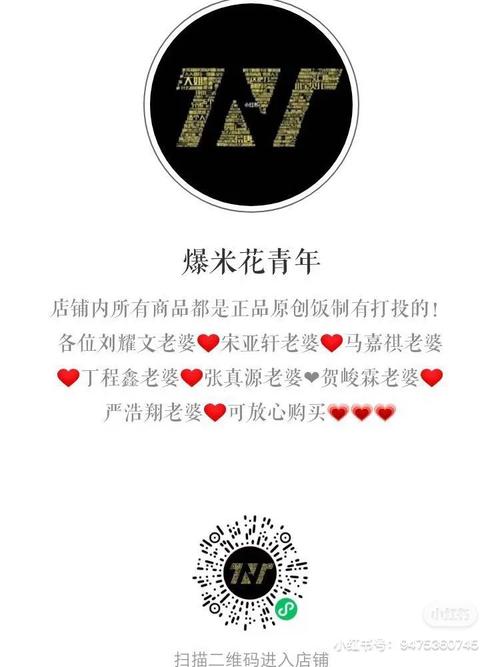 TNT
爆米花青年
店铺内所有商品都是正品原创饭制有打投的！
各位刘耀文老婆❤️宋亚轩老婆❤️马嘉祺老婆
❤️丁程鑫老婆❤️张真源老婆❤贺峻霖老婆❤️
严浩翔老婆❤️可放心购买💗💗💗
TNT
小红书
小红书号：9475360745
扫描二维码进入店铺